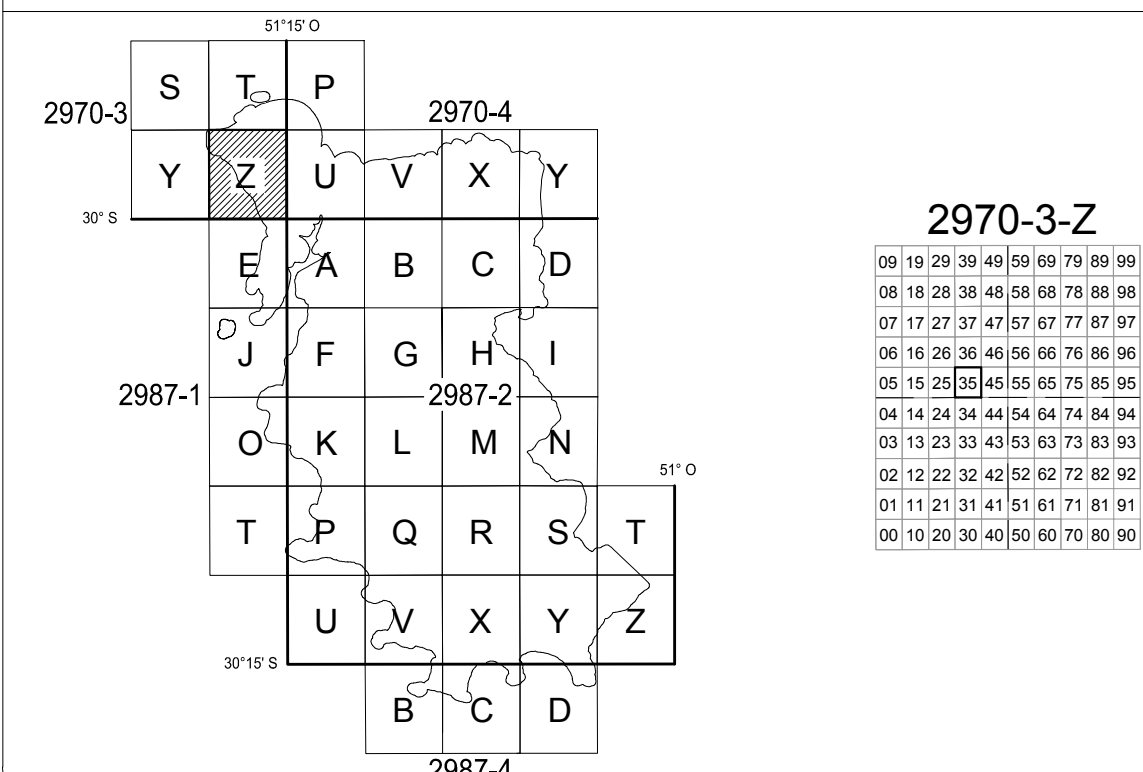 51°15' O
S T P
2970-3 2970-4
Y Z U V X Y
30° S
E A B C D
J F G H I
2987-1 2987-2
O K L M N
51° O
T P Q R S T
U V X Y Z
30°15' S
B C D
2987-4
2970-3-Z
09 19 29 39 49 59 69 79 89 99
08 18 28 38 48 58 68 78 88 98
07 17 27 37 47 57 67 77 87 97
06 16 26 36 46 56 66 76 86 96
05 15 25 35 45 55 65 75 85 95
04 14 24 34 44 54 64 74 84 94
03 13 23 33 43 53 63 73 83 93
02 12 22 32 42 52 62 72 82 92
01 11 21 31 41 51 61 71 81 91
00 10 20 30 40 50 60 70 80 90